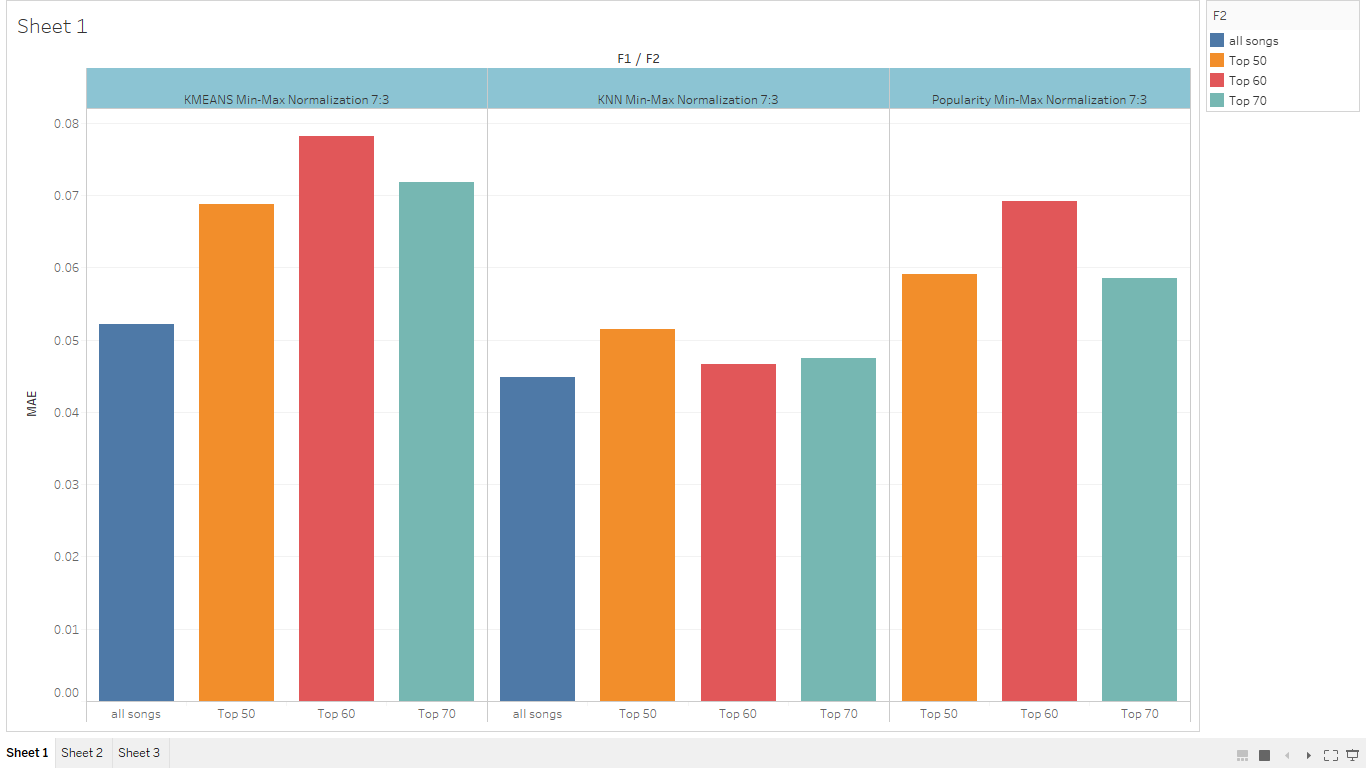 Sheet 1
F1 / F2
KMEANS Min-Max Normalization 7:3
KNN Min-Max Normalization 7:3
Popularity Min-Max Normalization 7:3
0.08
0.07
0.06
0.05
0.04
0.03
0.02
0.01
0.00
MAE
all songs
Top 50
Top 60
Top 70
all songs
Top 50
Top 60
Top 70
Top 50
Top 60
Top 70
F2
all songs
Top 50
Top 60
Top 70
Sheet 1
Sheet 2
Sheet 3